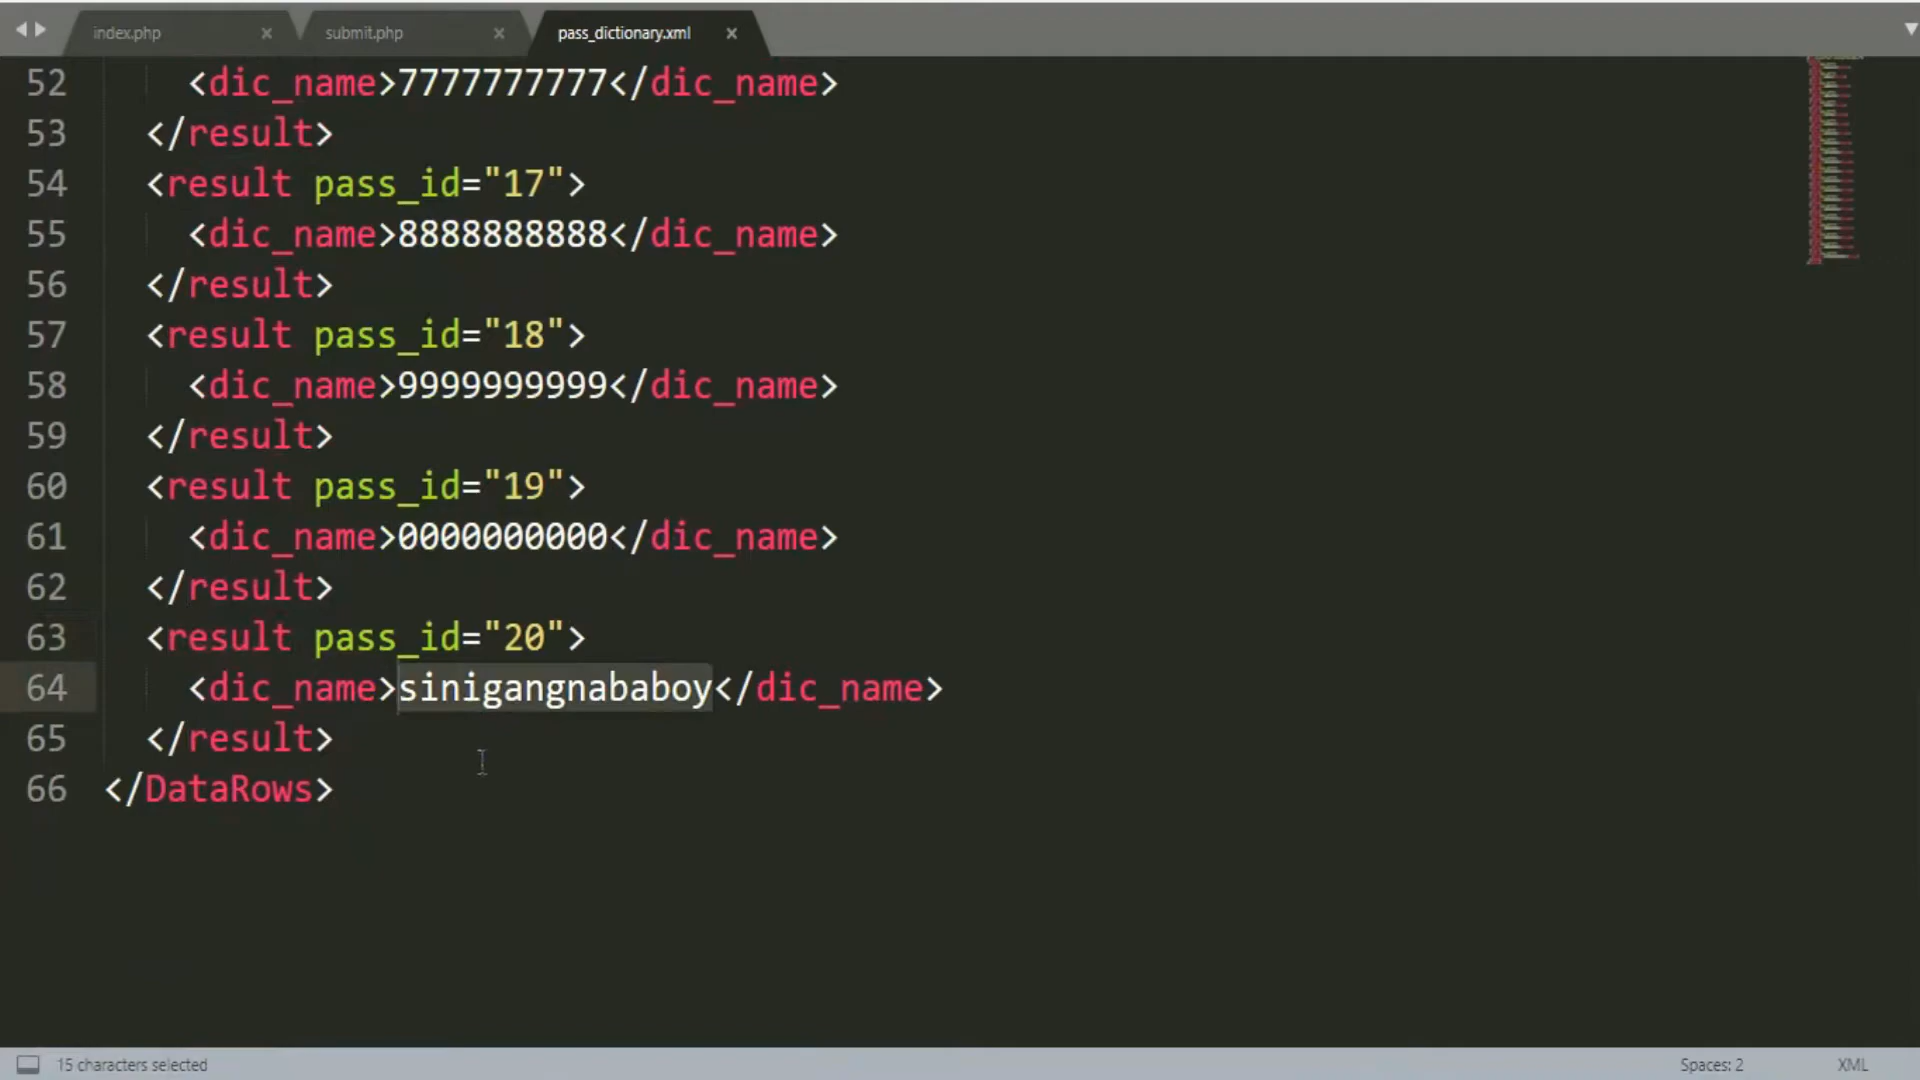 index.php × submit.php × pass_dictionary.xml ×
52 <dic_name>7777777777</dic_name>
53 </result>
54 <result pass_id="17">
55 <dic_name>8888888888</dic_name>
56 </result>
57 <result pass_id="18">
58 <dic_name>9999999999</dic_name>
59 </result>
60 <result pass_id="19">
61 <dic_name>0000000000</dic_name>
62 </result>
63 <result pass_id="20">
64 <dic_name>sinigangnababoy</dic_name>
65 </result>
66 </DataRows>
15 characters selected Spaces: 2 XML